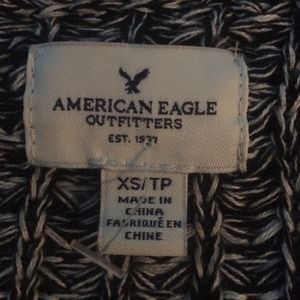 AMERICAN EAGLE
OUTFITTERS
EST. 1977
XS/TP
MADE IN
CHINA
FABRIQUÉ EN
CHINE